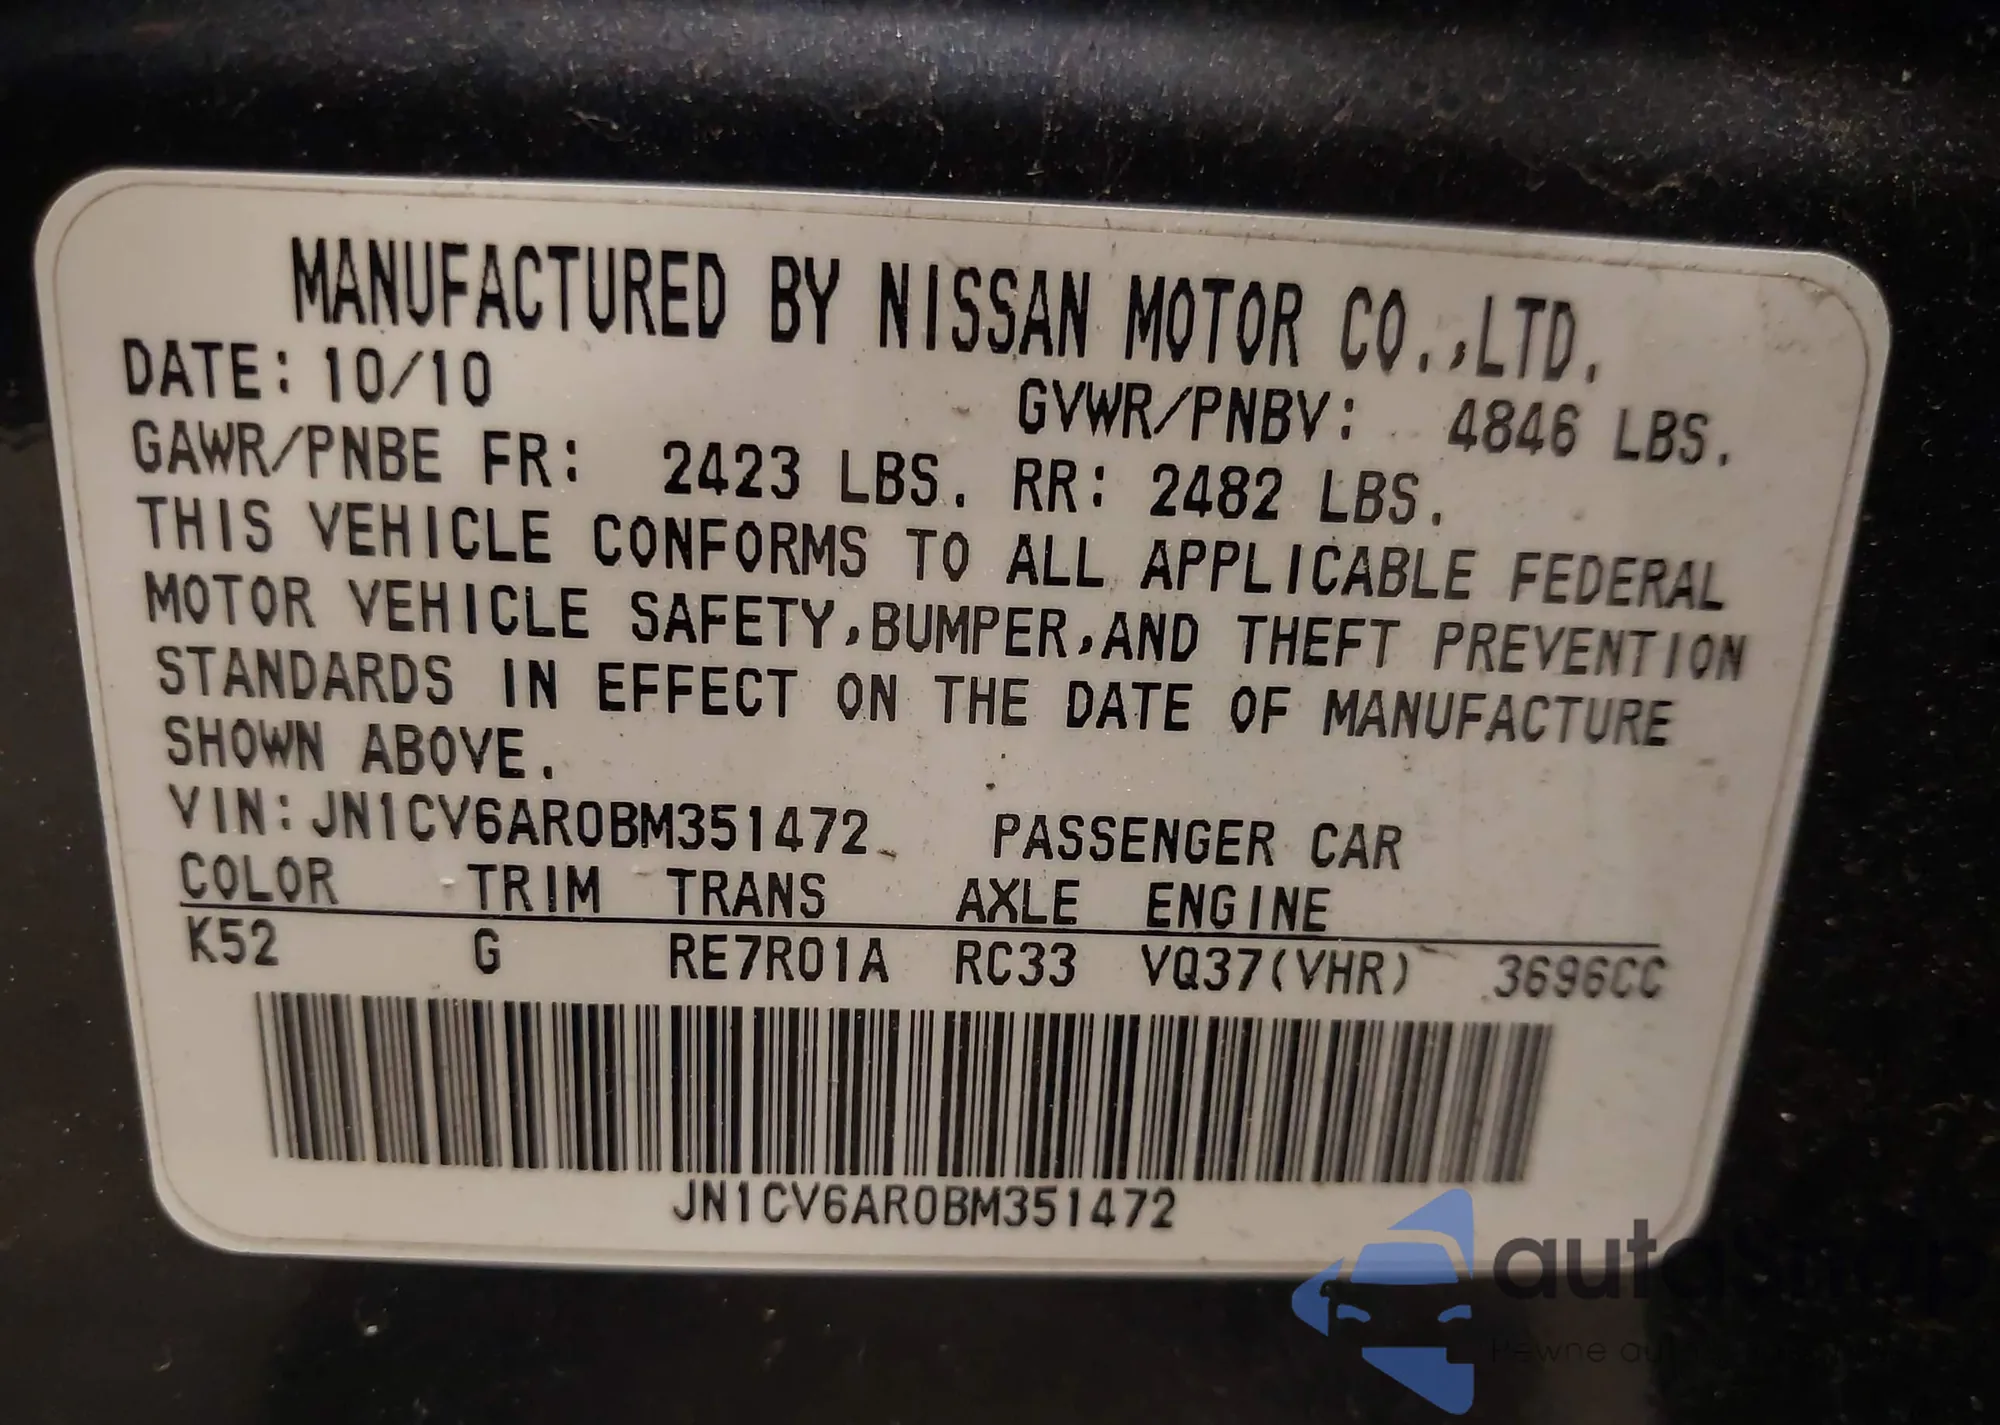 MANUFACTURED BY NISSAN MOTOR CO.,LTD.
DATE: 10/10 GVWR/PNBV: 4846 LBS.
GAWR/PNBE FR: 2423 LBS. RR: 2482 LBS.
THIS VEHICLE CONFORMS TO ALL APPLICABLE FEDERAL
MOTOR VEHICLE SAFETY,BUMPER,AND THEFT PREVENTION
STANDARDS IN EFFECT ON THE DATE OF MANUFACTURE
SHOWN ABOVE.
VIN:JN1CV6AR0BM351472 PASSENGER CAR
COLOR TRIM TRANS AXLE ENGINE
K52 G RE7R01A RC33 VQ37(VHR) 3696CC
JN1CV6AR0BM351472
autasnap
Pewne